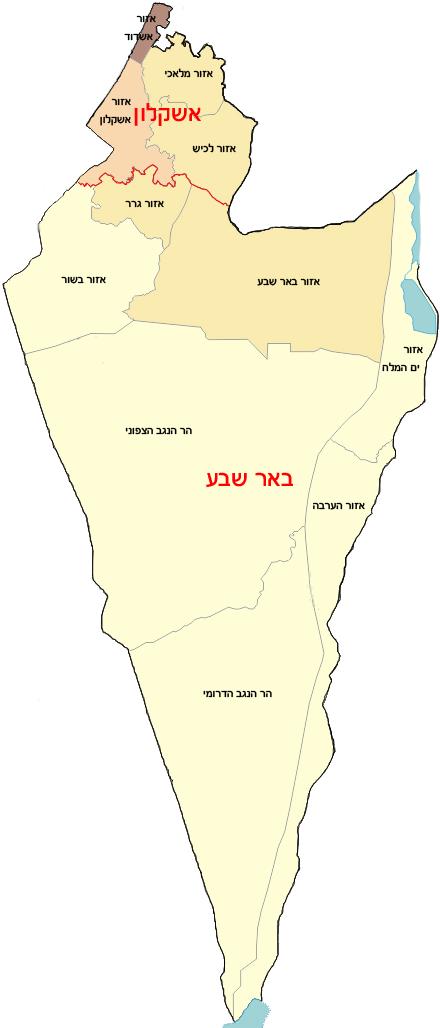 אזור
אשדוד
אזור מלאכי
אזור
אשקלון
אשקלון
אזור לכיש
אזור גרר
אזור בשור
אזור באר שבע
אזור
ים המלח
הר הנגב הצפוני
באר שבע
אזור הערבה
הר הנגב הדרומי